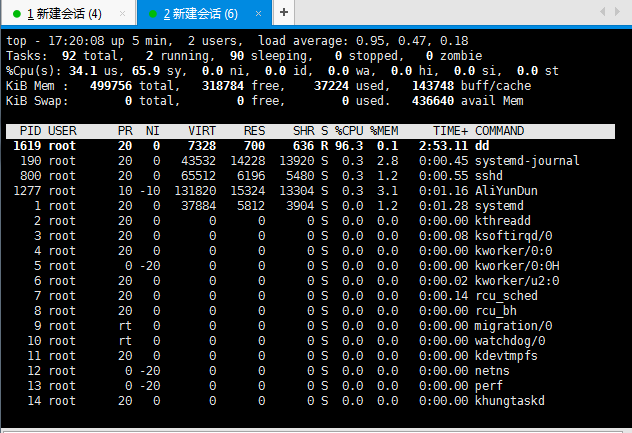 1 新建会话 (4) × 2 新建会话 (6) × +
top - 17:20:08 up 5 min,  2 users,  load average: 0.95, 0.47, 0.18
Tasks:  92 total,   2 running,  90 sleeping,   0 stopped,   0 zombie
%Cpu(s): 34.1 us, 65.9 sy,  0.0 ni,  0.0 id,  0.0 wa,  0.0 hi,  0.0 si,  0.0 st
KiB Mem :   499756 total,   318784 free,    37224 used,   143748 buff/cache
KiB Swap:        0 total,        0 free,        0 used.   436640 avail Mem
PID USER      PR  NI    VIRT    RES    SHR S %CPU %MEM     TIME+ COMMAND
1619 root      20   0    7328    700    636 R 96.3  0.1   2:53.11 dd
190 root      20   0   43532  14228  13920 S  0.3  2.8   0:00.45 systemd-journal
800 root      20   0   65512   6196   5480 S  0.3  1.2   0:00.55 sshd
1277 root      10 -10  131820  15324  13304 S  0.3  3.1   0:01.16 AliYunDun
1 root      20   0   37884   5812   3904 S  0.0  1.2   0:01.28 systemd
2 root      20   0       0      0      0 S  0.0  0.0   0:00.00 kthreadd
3 root      20   0       0      0      0 S  0.0  0.0   0:00.08 ksoftirqd/0
4 root      20   0       0      0      0 S  0.0  0.0   0:00.00 kworker/0:0
5 root       0 -20       0      0      0 S  0.0  0.0   0:00.00 kworker/0:0H
6 root      20   0       0      0      0 S  0.0  0.0   0:00.02 kworker/u2:0
7 root      20   0       0      0      0 S  0.0  0.0   0:00.14 rcu_sched
8 root      20   0       0      0      0 S  0.0  0.0   0:00.00 rcu_bh
9 root      rt   0       0      0      0 S  0.0  0.0   0:00.00 migration/0
10 root      rt   0       0      0      0 S  0.0  0.0   0:00.00 watchdog/0
11 root      20   0       0      0      0 S  0.0  0.0   0:00.00 kdevtmpfs
12 root       0 -20       0      0      0 S  0.0  0.0   0:00.00 netns
13 root       0 -20       0      0      0 S  0.0  0.0   0:00.00 perf
14 root      20   0       0      0      0 S  0.0  0.0   0:00.00 khungtaskd